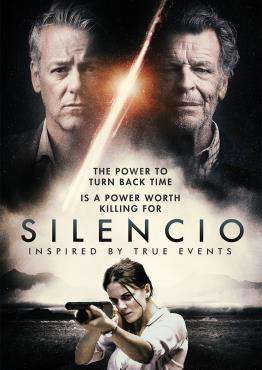 THE POWER TO
TURN BACK TIME
IS A POWER WORTH
KILLING FOR
SILENCIO
INSPIRED BY TRUE EVENTS